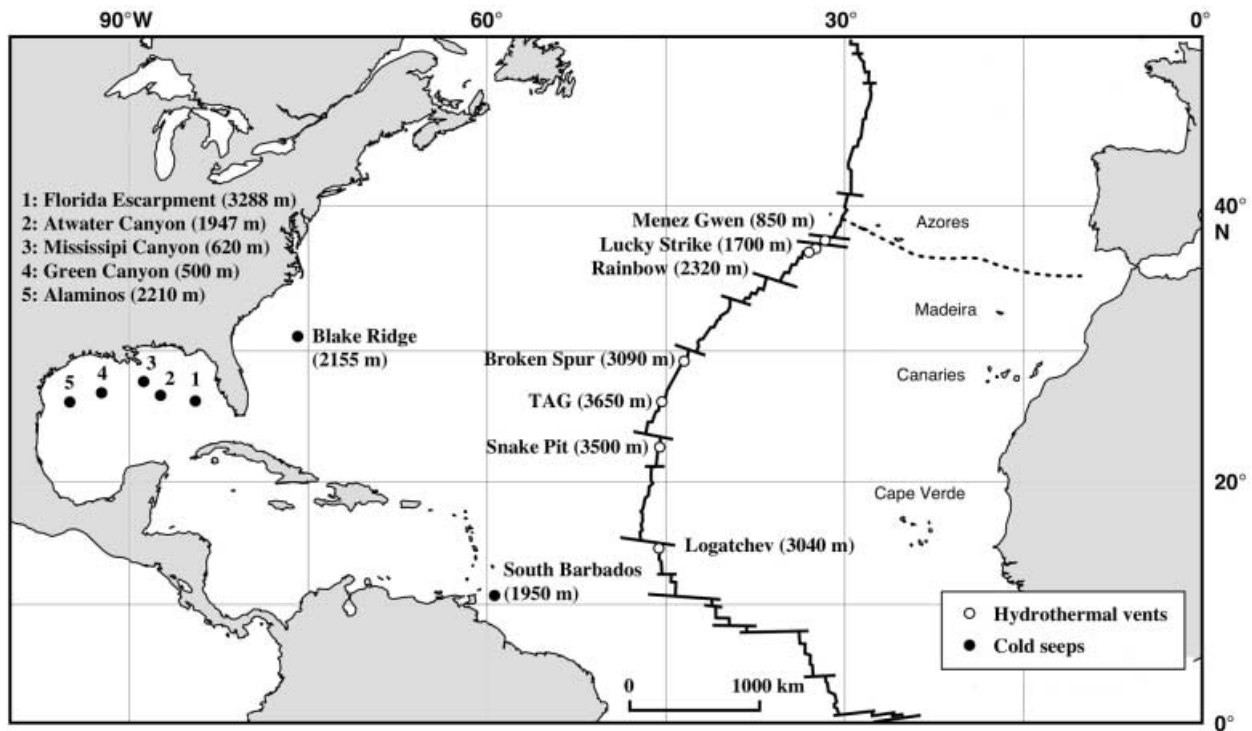 90°W 60° 30° 0°
1: Florida Escarpment (3288 m)
2: Atwater Canyon (1947 m)
3: Mississipi Canyon (620 m)
4: Green Canyon (500 m)
5: Alaminos (2210 m)
Menez Gwen (850 m)
Lucky Strike (1700 m)
Rainbow (2320 m)
Azores
40°
N
Madeira
Blake Ridge
(2155 m)
Broken Spur (3090 m)
Canaries
5 4 3 2 1
TAG (3650 m)
Snake Pit (3500 m)
20°
Cape Verde
Logatchev (3040 m)
South Barbados
(1950 m)
Hydrothermal vents
Cold seeps
0 1000 km
0°